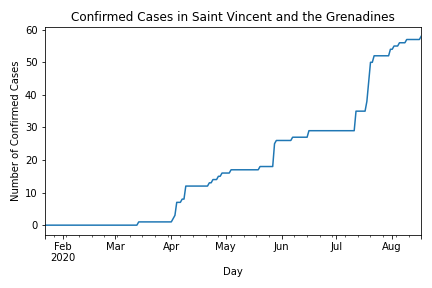 Confirmed Cases in Saint Vincent and the Grenadines
Number of Confirmed Cases
60
50
40
30
20
10
0
Feb Mar Apr May Jun Jul Aug
2020
Day